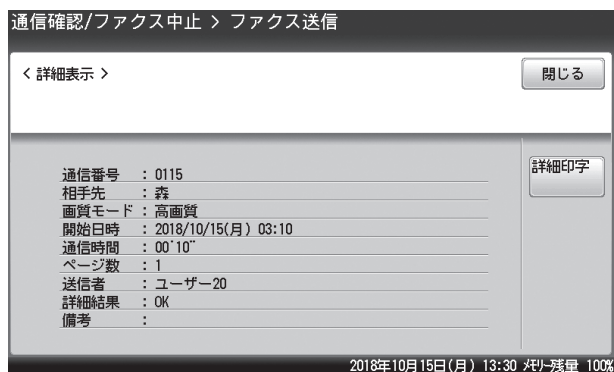 通信確認/ファクス中止 > ファクス送信
< 詳細表示 >
閉じる
詳細印字
通信番号 : 0115
相手先 : 森
画質モード : 高画質
開始日時 : 2018/10/15(月) 03:10
通信時間 : 00'10"
ページ数 : 1
送信者 : ユーザー20
詳細結果 : OK
備考 :
2018年10月15日(月) 13:30 メモリー残量 100%